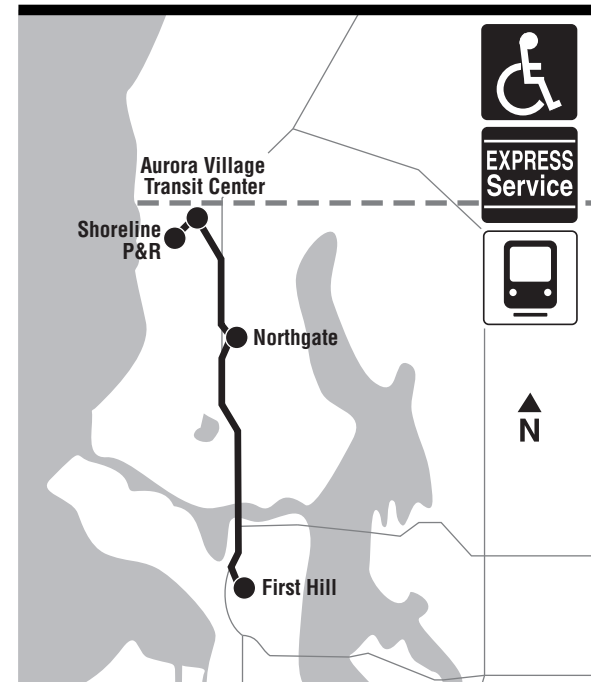 Aurora Village
Transit Center
EXPRESS
Service
Shoreline
P&R
Northgate
N
First Hill